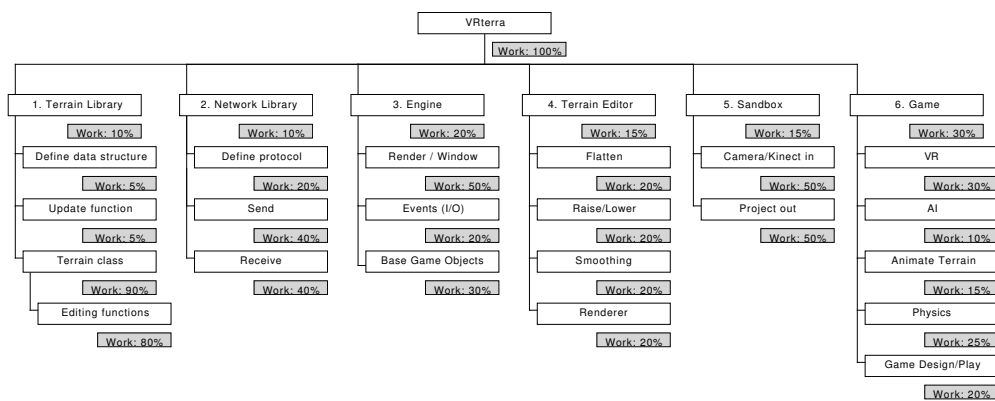 VRterra
Work: 100%
1. Terrain Library
Work: 10%
Define data structure
Work: 5%
Update function
Work: 5%
Terrain class
Work: 90%
Editing functions
Work: 80%
2. Network Library
Work: 10%
Define protocol
Work: 20%
Send
Work: 40%
Receive
Work: 40%
3. Engine
Work: 20%
Render / Window
Work: 50%
Events (I/O)
Work: 20%
Base Game Objects
Work: 30%
4. Terrain Editor
Work: 15%
Flatten
Work: 20%
Raise/Lower
Work: 20%
Smoothing
Work: 20%
Renderer
Work: 20%
5. Sandbox
Work: 15%
Camera/Kinect in
Work: 50%
Project out
Work: 50%
6. Game
Work: 30%
VR
Work: 30%
AI
Work: 10%
Animate Terrain
Work: 15%
Physics
Work: 25%
Game Design/Play
Work: 20%